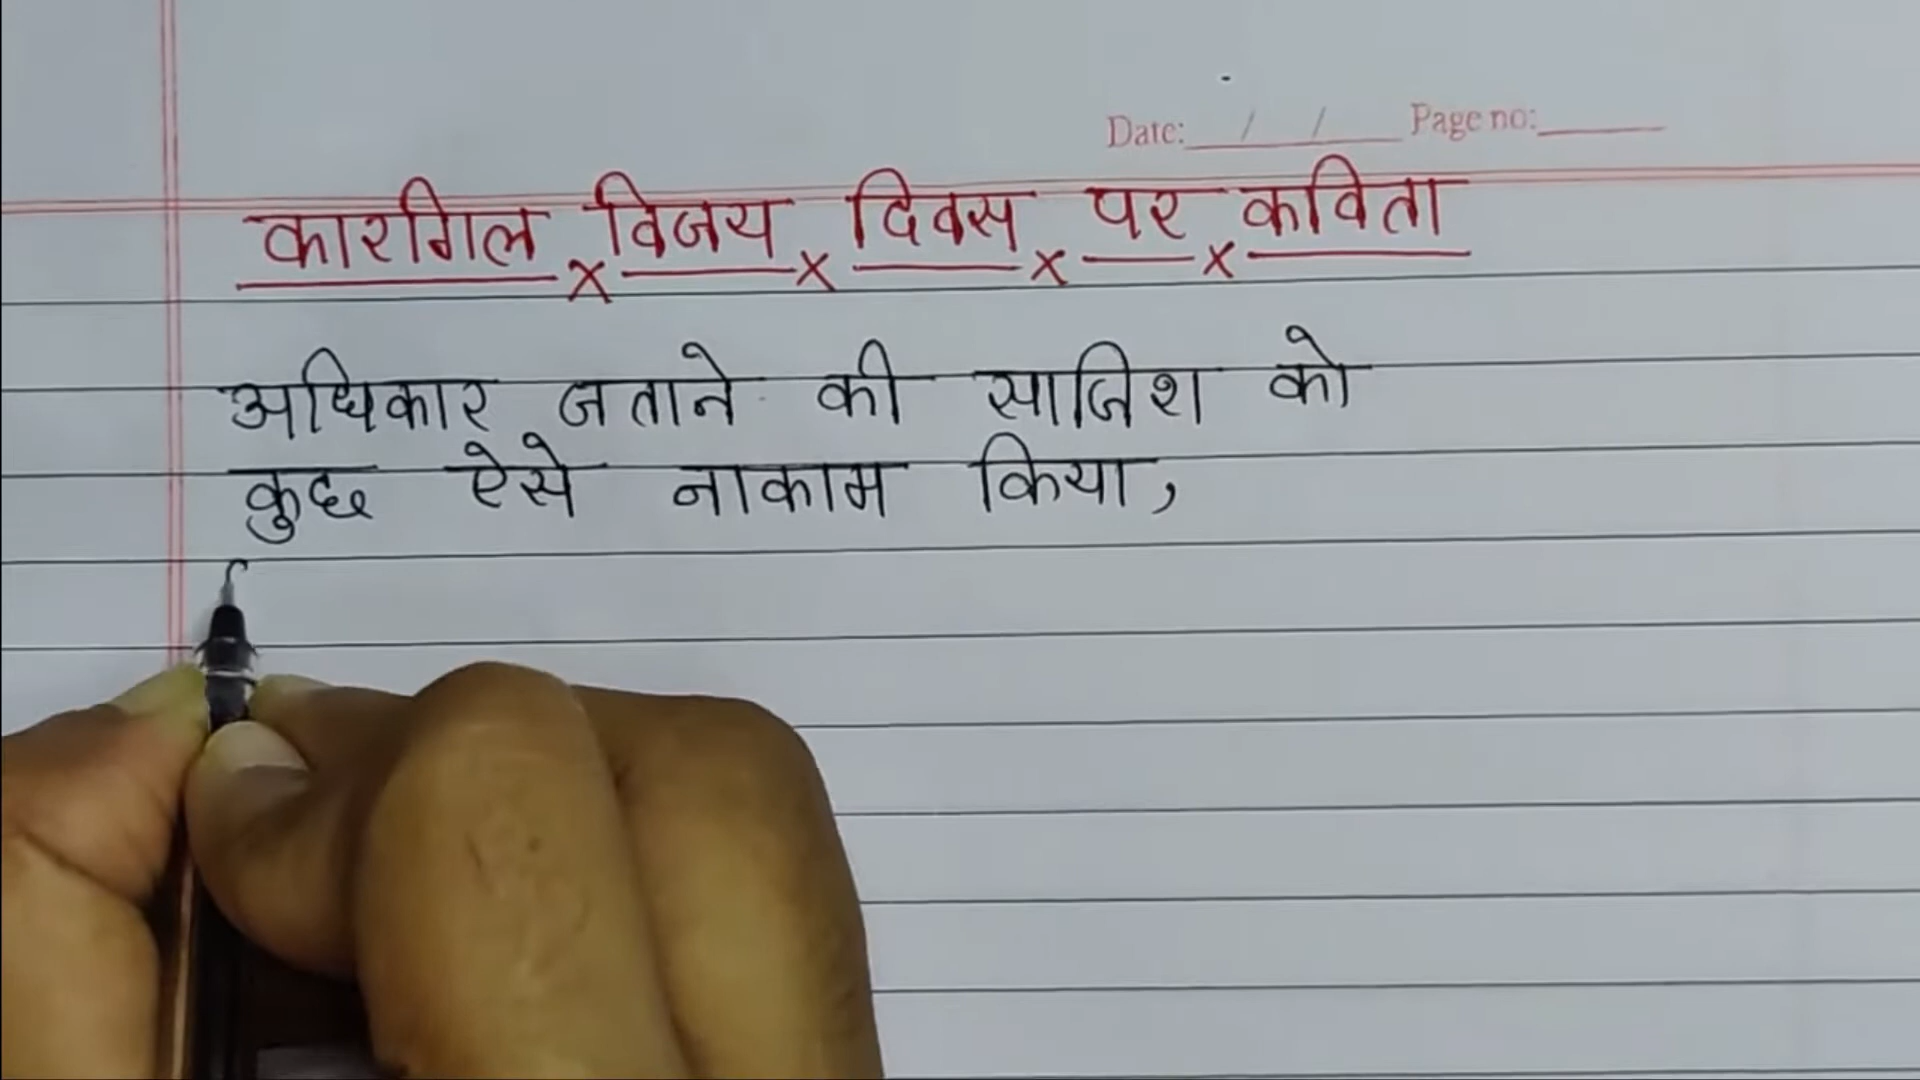 Date: / / Page no:
कारगिल विजय दिवस पर कविता
अधिकार जताने की साजिश को
कुछ ऐसे नाकाम किया,